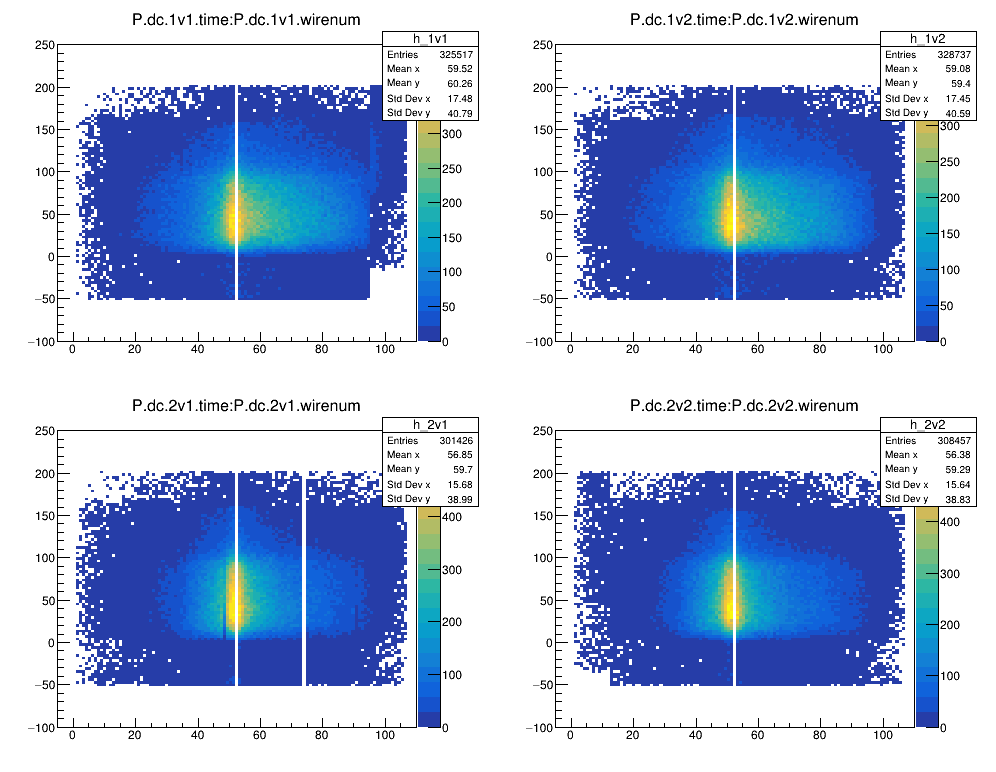 P.dc.1v1.time:P.dc.1v1.wirenum
h_1v1
Entries 325517
Mean x 59.52
Mean y 60.26
Std Dev x 17.48
Std Dev y 40.79
250
200
150
100
50
0
−50
−100
0 20 40 60 80 100
300
250
200
150
100
50
0
P.dc.1v2.time:P.dc.1v2.wirenum
h_1v2
Entries 328737
Mean x 59.08
Mean y 59.4
Std Dev x 17.45
Std Dev y 40.59
250
200
150
100
50
0
−50
−100
0 20 40 60 80 100
300
250
200
150
100
50
0
P.dc.2v1.time:P.dc.2v1.wirenum
h_2v1
Entries 301426
Mean x 56.85
Mean y 59.7
Std Dev x 15.68
Std Dev y 38.99
250
200
150
100
50
0
−50
−100
0 20 40 60 80 100
400
300
200
100
0
P.dc.2v2.time:P.dc.2v2.wirenum
h_2v2
Entries 308457
Mean x 56.38
Mean y 59.29
Std Dev x 15.64
Std Dev y 38.83
250
200
150
100
50
0
−50
−100
0 20 40 60 80 100
400
300
200
100
0